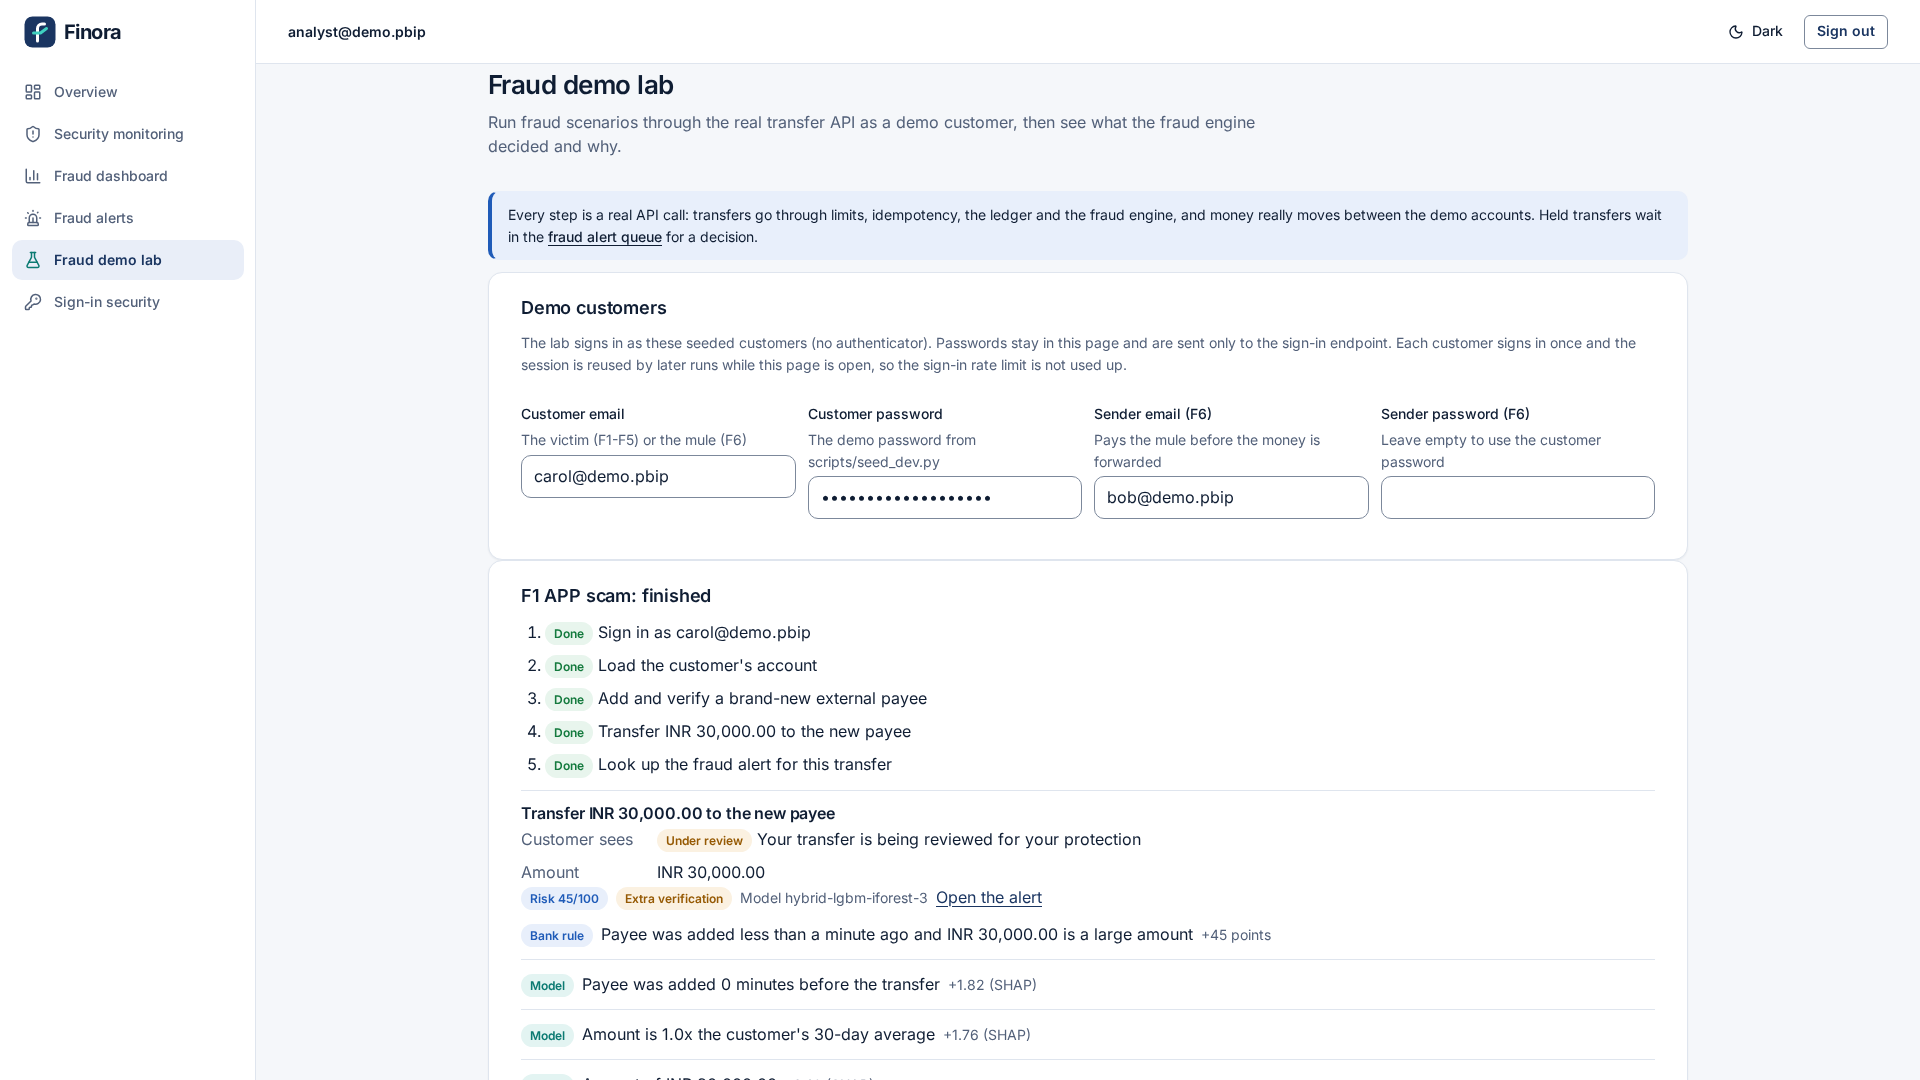 Finora
analyst@demo.pbip
Dark
Sign out
Overview
Security monitoring
Fraud dashboard
Fraud alerts
Fraud demo lab
Sign-in security
Fraud demo lab
Run fraud scenarios through the real transfer API as a demo customer, then see what the fraud engine
decided and why.
Every step is a real API call: transfers go through limits, idempotency, the ledger and the fraud engine, and money really moves between the demo accounts. Held transfers wait
in the fraud alert queue for a decision.
Demo customers
The lab signs in as these seeded customers (no authenticator). Passwords stay in this page and are sent only to the sign-in endpoint. Each customer signs in once and the
session is reused by later runs while this page is open, so the sign-in rate limit is not used up.
Customer email
The victim (F1-F5) or the mule (F6)
carol@demo.pbip
Customer password
The demo password from
scripts/seed_dev.py
•••••••••••••••••••
Sender email (F6)
Pays the mule before the money is
forwarded
bob@demo.pbip
Sender password (F6)
Leave empty to use the customer
password
F1 APP scam: finished
1. Done Sign in as carol@demo.pbip
2. Done Load the customer's account
3. Done Add and verify a brand-new external payee
4. Done Transfer INR 30,000.00 to the new payee
5. Done Look up the fraud alert for this transfer
Transfer INR 30,000.00 to the new payee
Customer sees Under review Your transfer is being reviewed for your protection
Amount INR 30,000.00
Risk 45/100 Extra verification Model hybrid-lgbm-iforest-3 Open the alert
Bank rule Payee was added less than a minute ago and INR 30,000.00 is a large amount +45 points
Model Payee was added 0 minutes before the transfer +1.82 (SHAP)
Model Amount is 1.0x the customer's 30-day average +1.76 (SHAP)